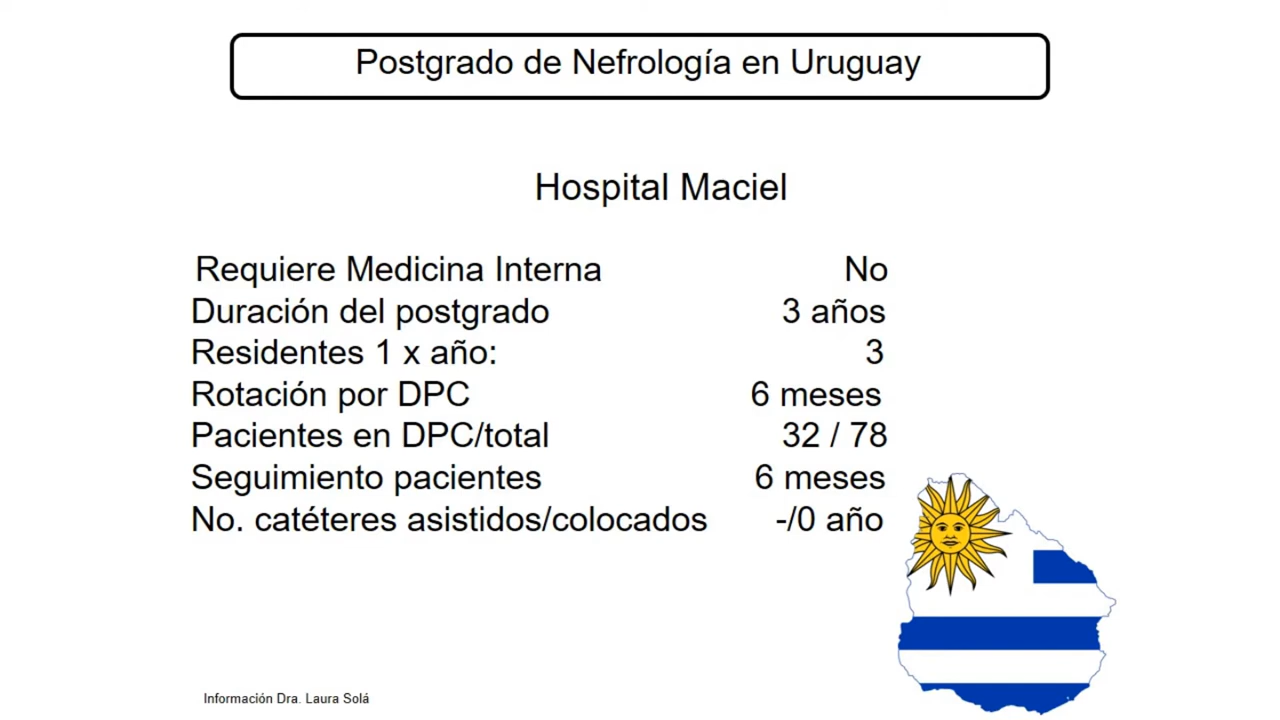 Postgrado de Nefrología en Uruguay
Hospital Maciel
Requiere Medicina Interna No
Duración del postgrado 3 años
Residentes 1 x año: 3
Rotación por DPC 6 meses
Pacientes en DPC/total 32 / 78
Seguimiento pacientes 6 meses
No. catéteres asistidos/colocados -/0 año
Información Dra. Laura Solá